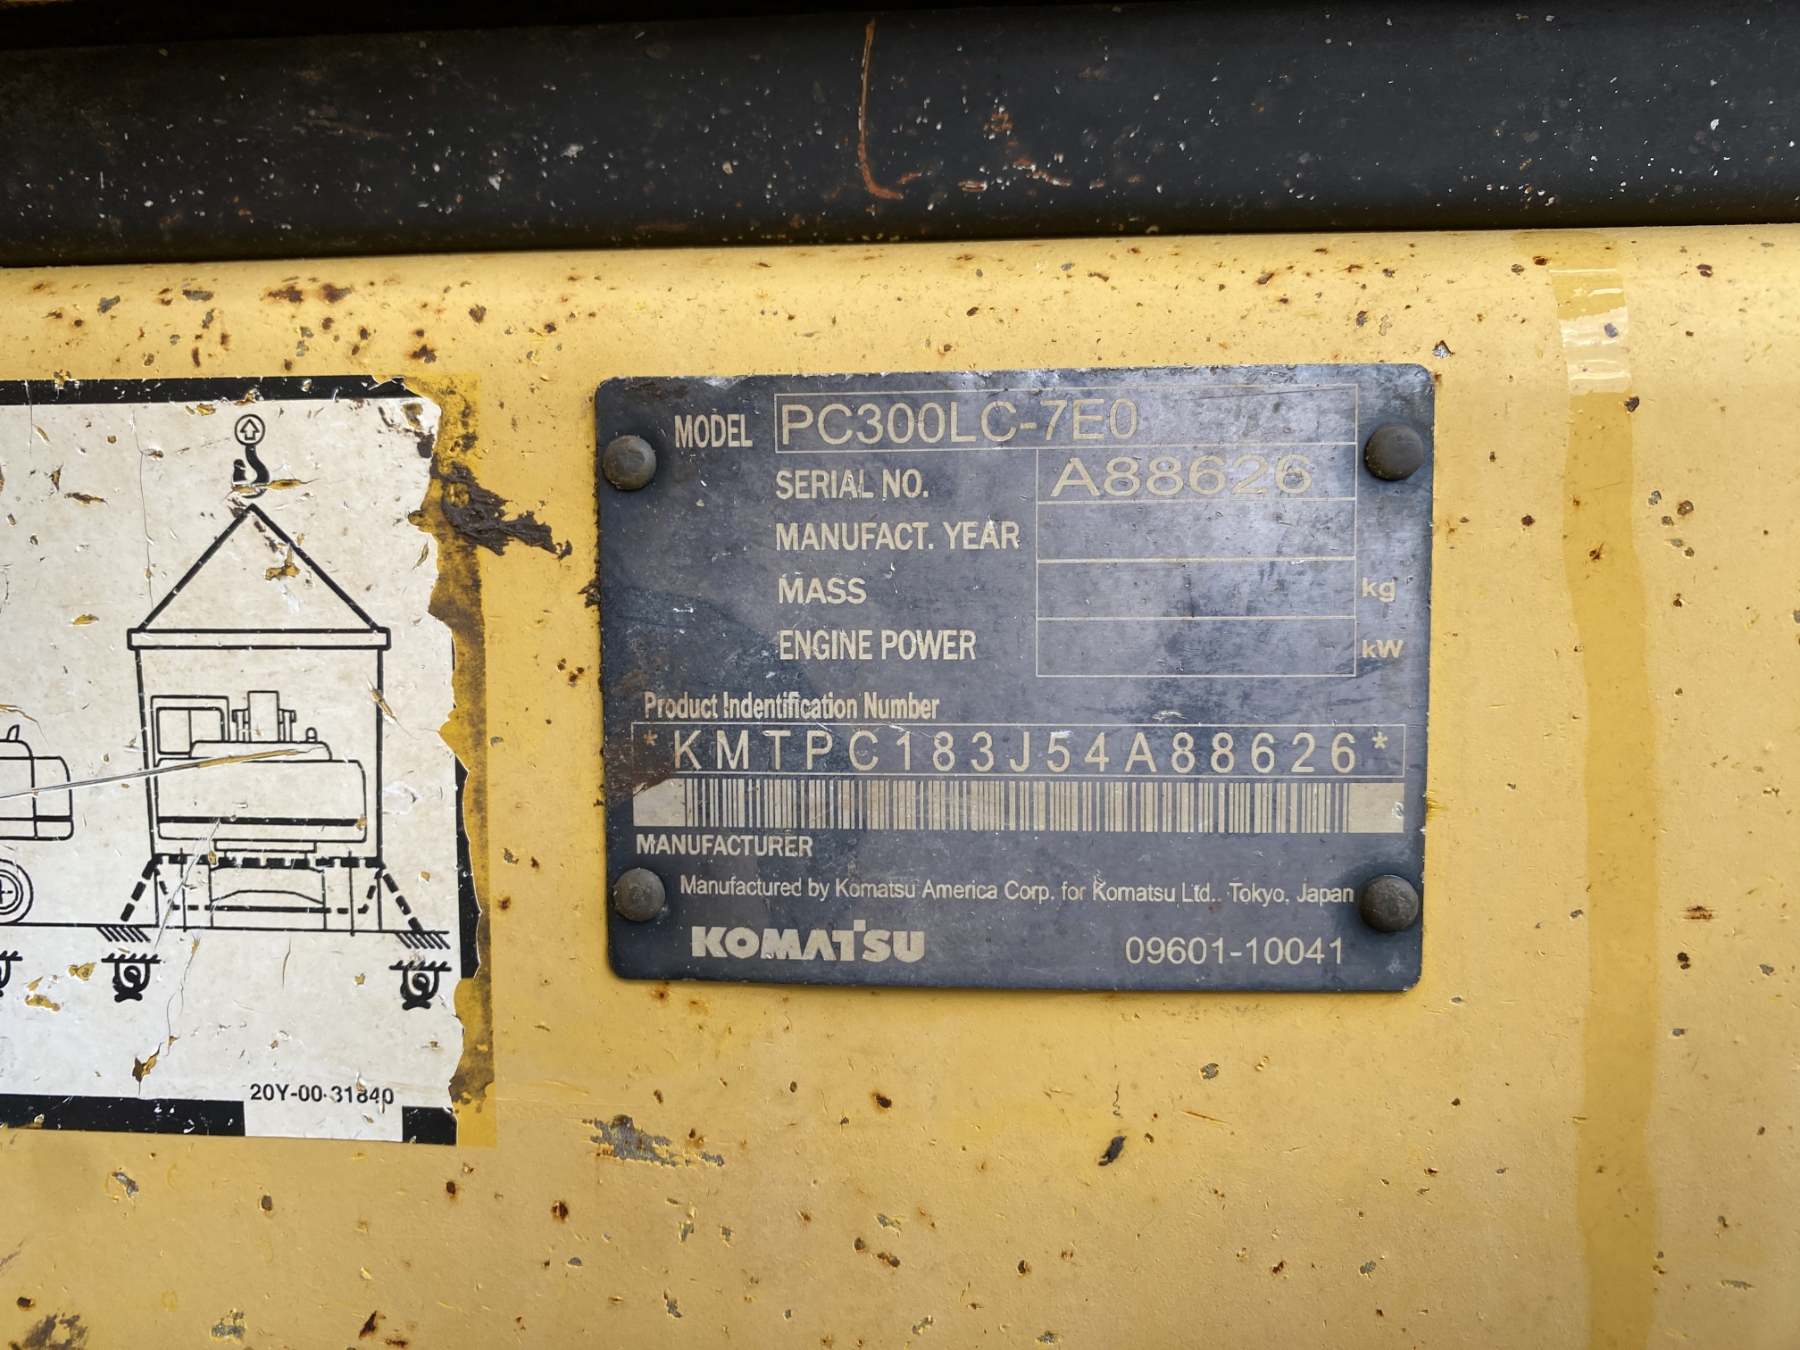 MODEL PC300LC-7E0
SERIAL NO. A88626
MANUFACT. YEAR
MASS kg
ENGINE POWER kW
Product Indentification Number
*KMTPC183J54A88626*
MANUFACTURER
Manufactured by Komatsu America Corp. for Komatsu Ltd., Tokyo, Japan
KOMATSU 09601-10041
20Y-00-31840